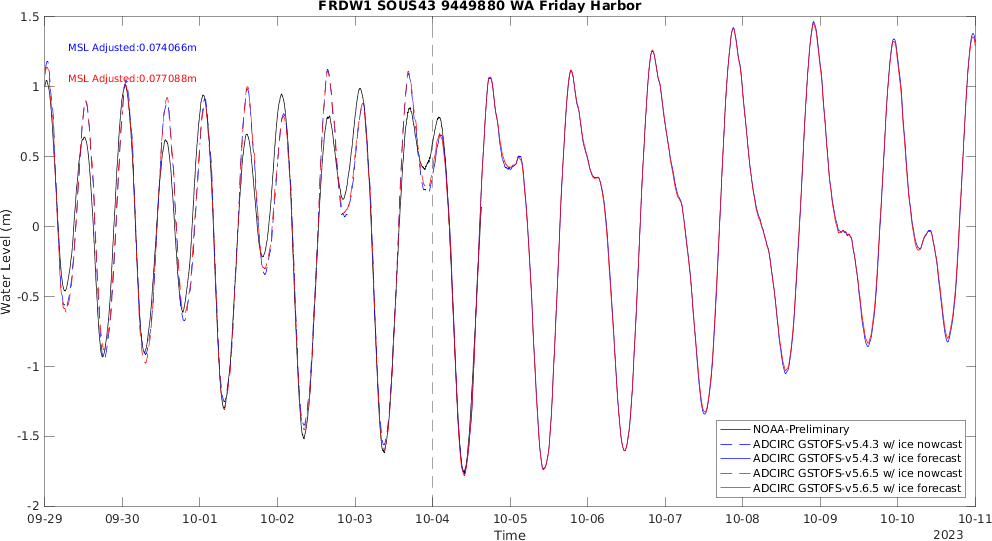 FRDW1 SOUS43 9449880 WA Friday Harbor
1.5
MSL Adjusted:0.074066m
MSL Adjusted:0.077088m
1
0.5
0
Water Level (m)
-0.5
-1
-1.5
-2
NOAA-Preliminary
ADCIRC GSTOFS-v5.4.3 w/ ice nowcast
ADCIRC GSTOFS-v5.4.3 w/ ice forecast
ADCIRC GSTOFS-v5.6.5 w/ ice nowcast
ADCIRC GSTOFS-v5.6.5 w/ ice forecast
09-29 09-30 10-01 10-02 10-03 10-04 10-05 10-06 10-07 10-08 10-09 10-10 10-11
Time 2023